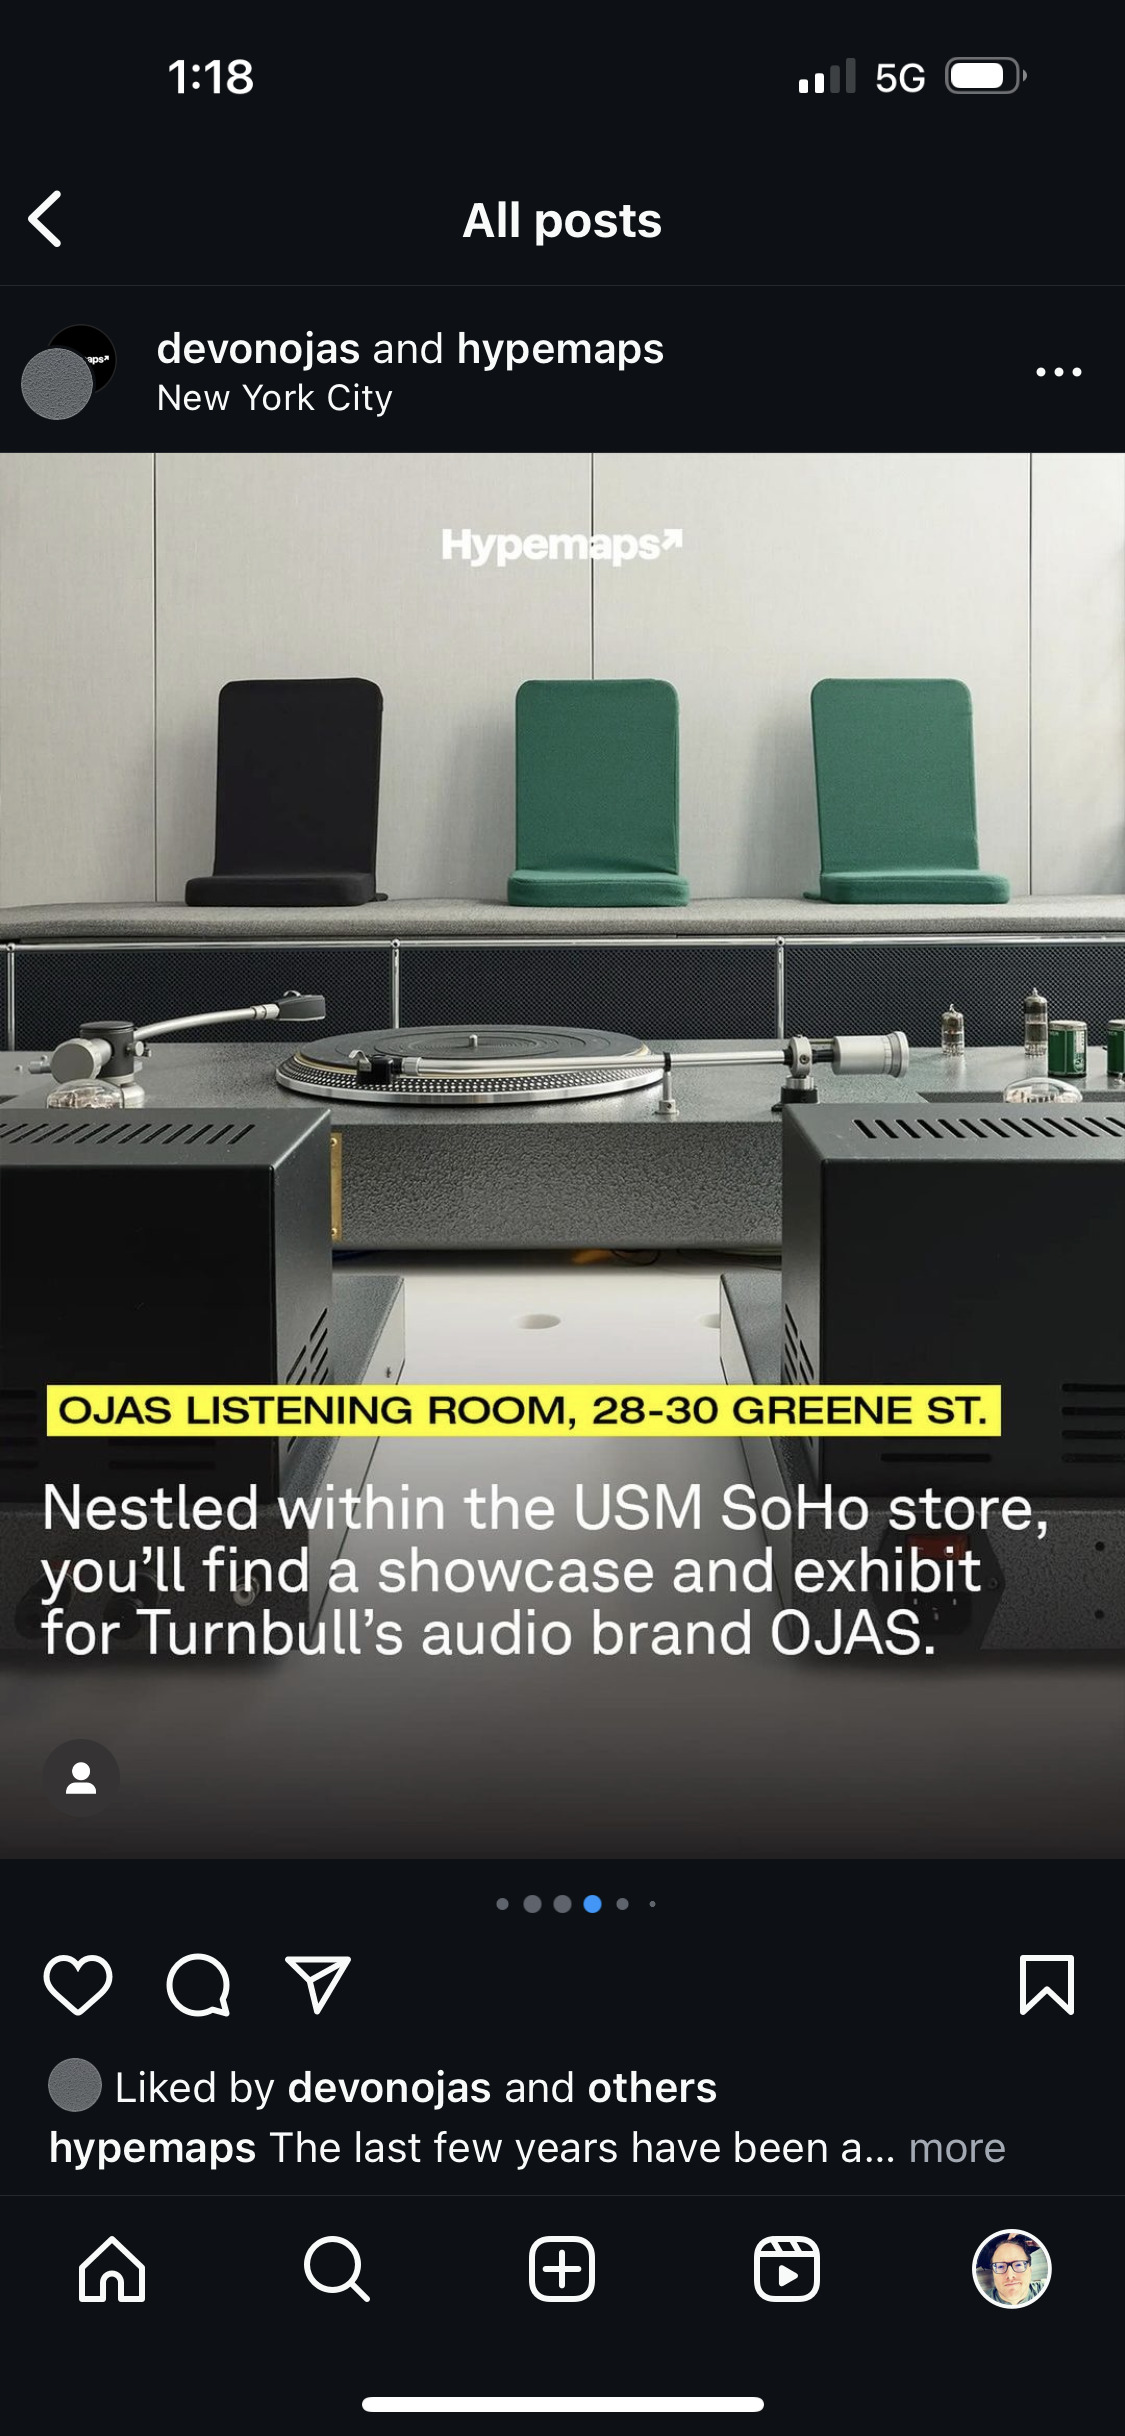 1:18
5G
All posts
devonojas and hypemaps
New York City
aps↗
Hypemaps↗
OJAS LISTENING ROOM, 28-30 GREENE ST.
Nestled within the USM SoHo store,
you’ll find a showcase and exhibit
for Turnbull’s audio brand OJAS.
Liked by devonojas and others
hypemaps The last few years have been a... more